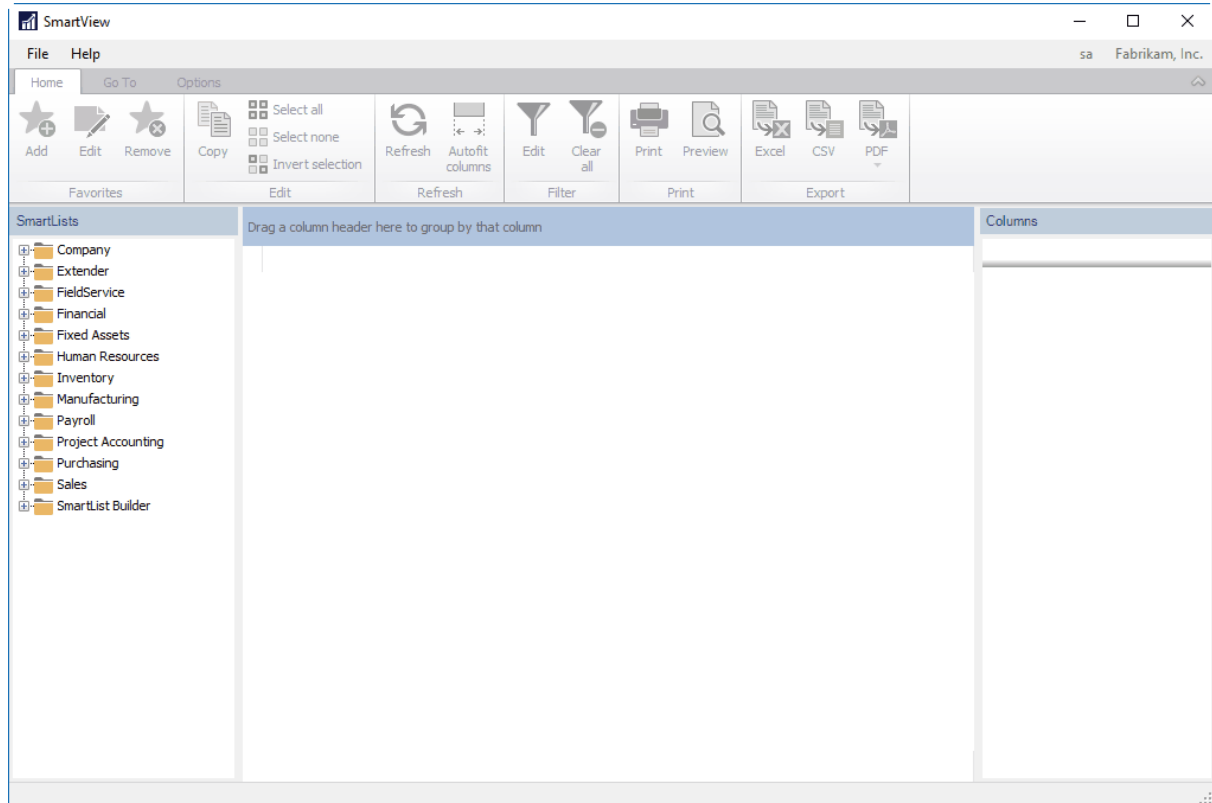 SmartView
File Help sa Fabrikam, Inc.
Home Go To Options
Add Edit Remove Copy Select all Select none Invert selection Refresh Autofit columns Edit Clear all Print Preview Excel CSV PDF
Favorites Edit Refresh Filter Print Export
SmartLists
Drag a column header here to group by that column
Columns
Company
Extender
FieldService
Financial
Fixed Assets
Human Resources
Inventory
Manufacturing
Payroll
Project Accounting
Purchasing
Sales
SmartList Builder